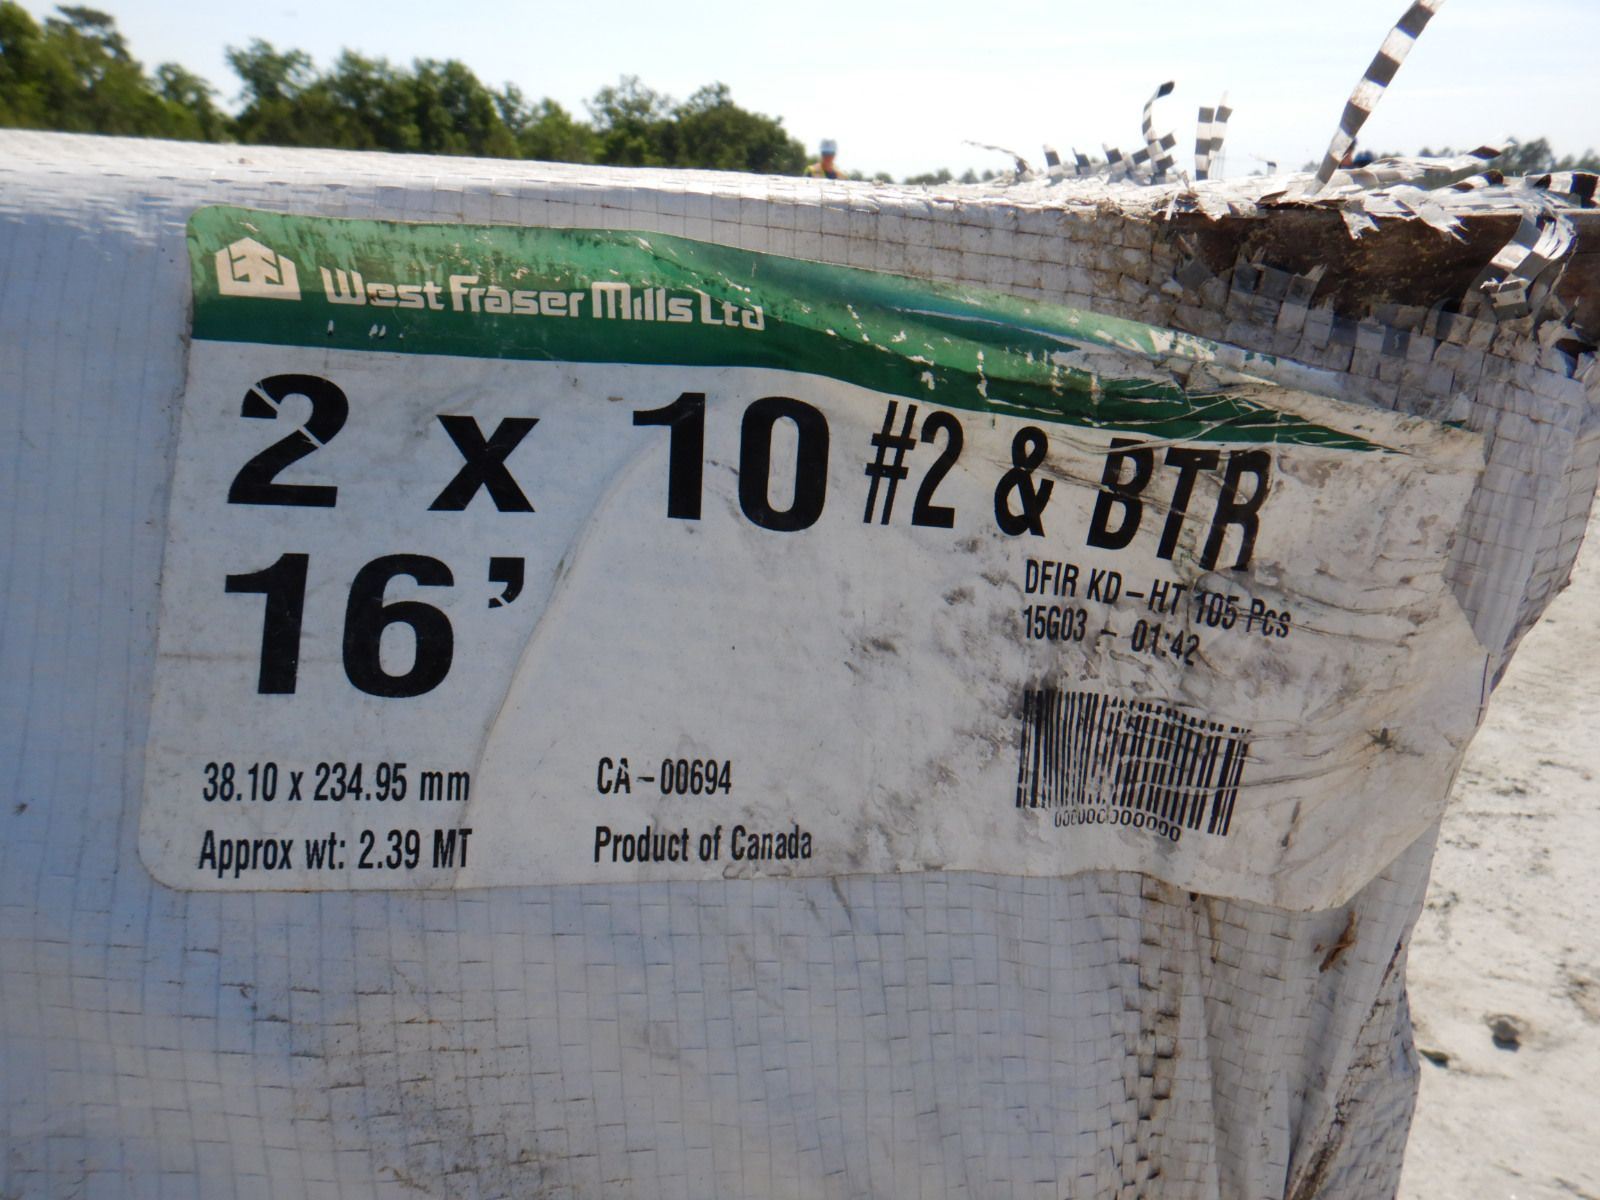 West Fraser Mills Ltd
2 x 10 #2 & BTR
16'
DFIR KD-HT 105 Pcs
15G03 - 01:42
38.10 x 234.95 mm
CA-00694
Approx wt: 2.39 MT
Product of Canada
000000000000